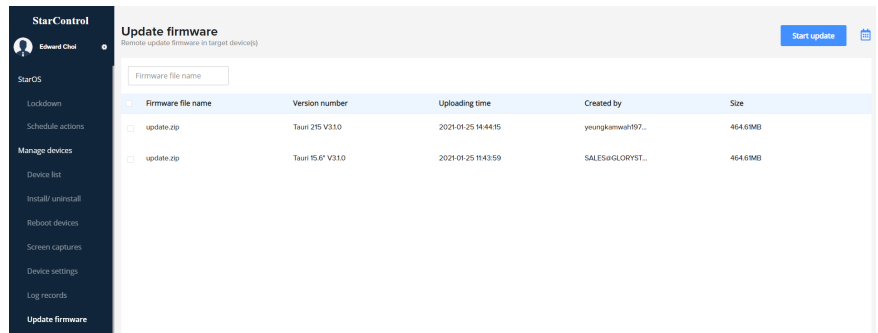 StarControl
Edward Choi
StarOS
Lockdown
Schedule actions
Manage devices
Device list
Install/ uninstall
Reboot devices
Screen captures
Device settings
Log records
Update firmware
Update firmware
Remote update firmware in target device(s)
Start update
Firmware file name
Firmware file name Version number Uploading time Created by Size
update.zip Tauri 215 V3.1.0 2021-01-25 14:44:15 yeungkamwah197... 464.61MB
update.zip Tauri 15.6" V3.1.0 2021-01-25 11:43:59 SALES@GLORYST... 464.61MB